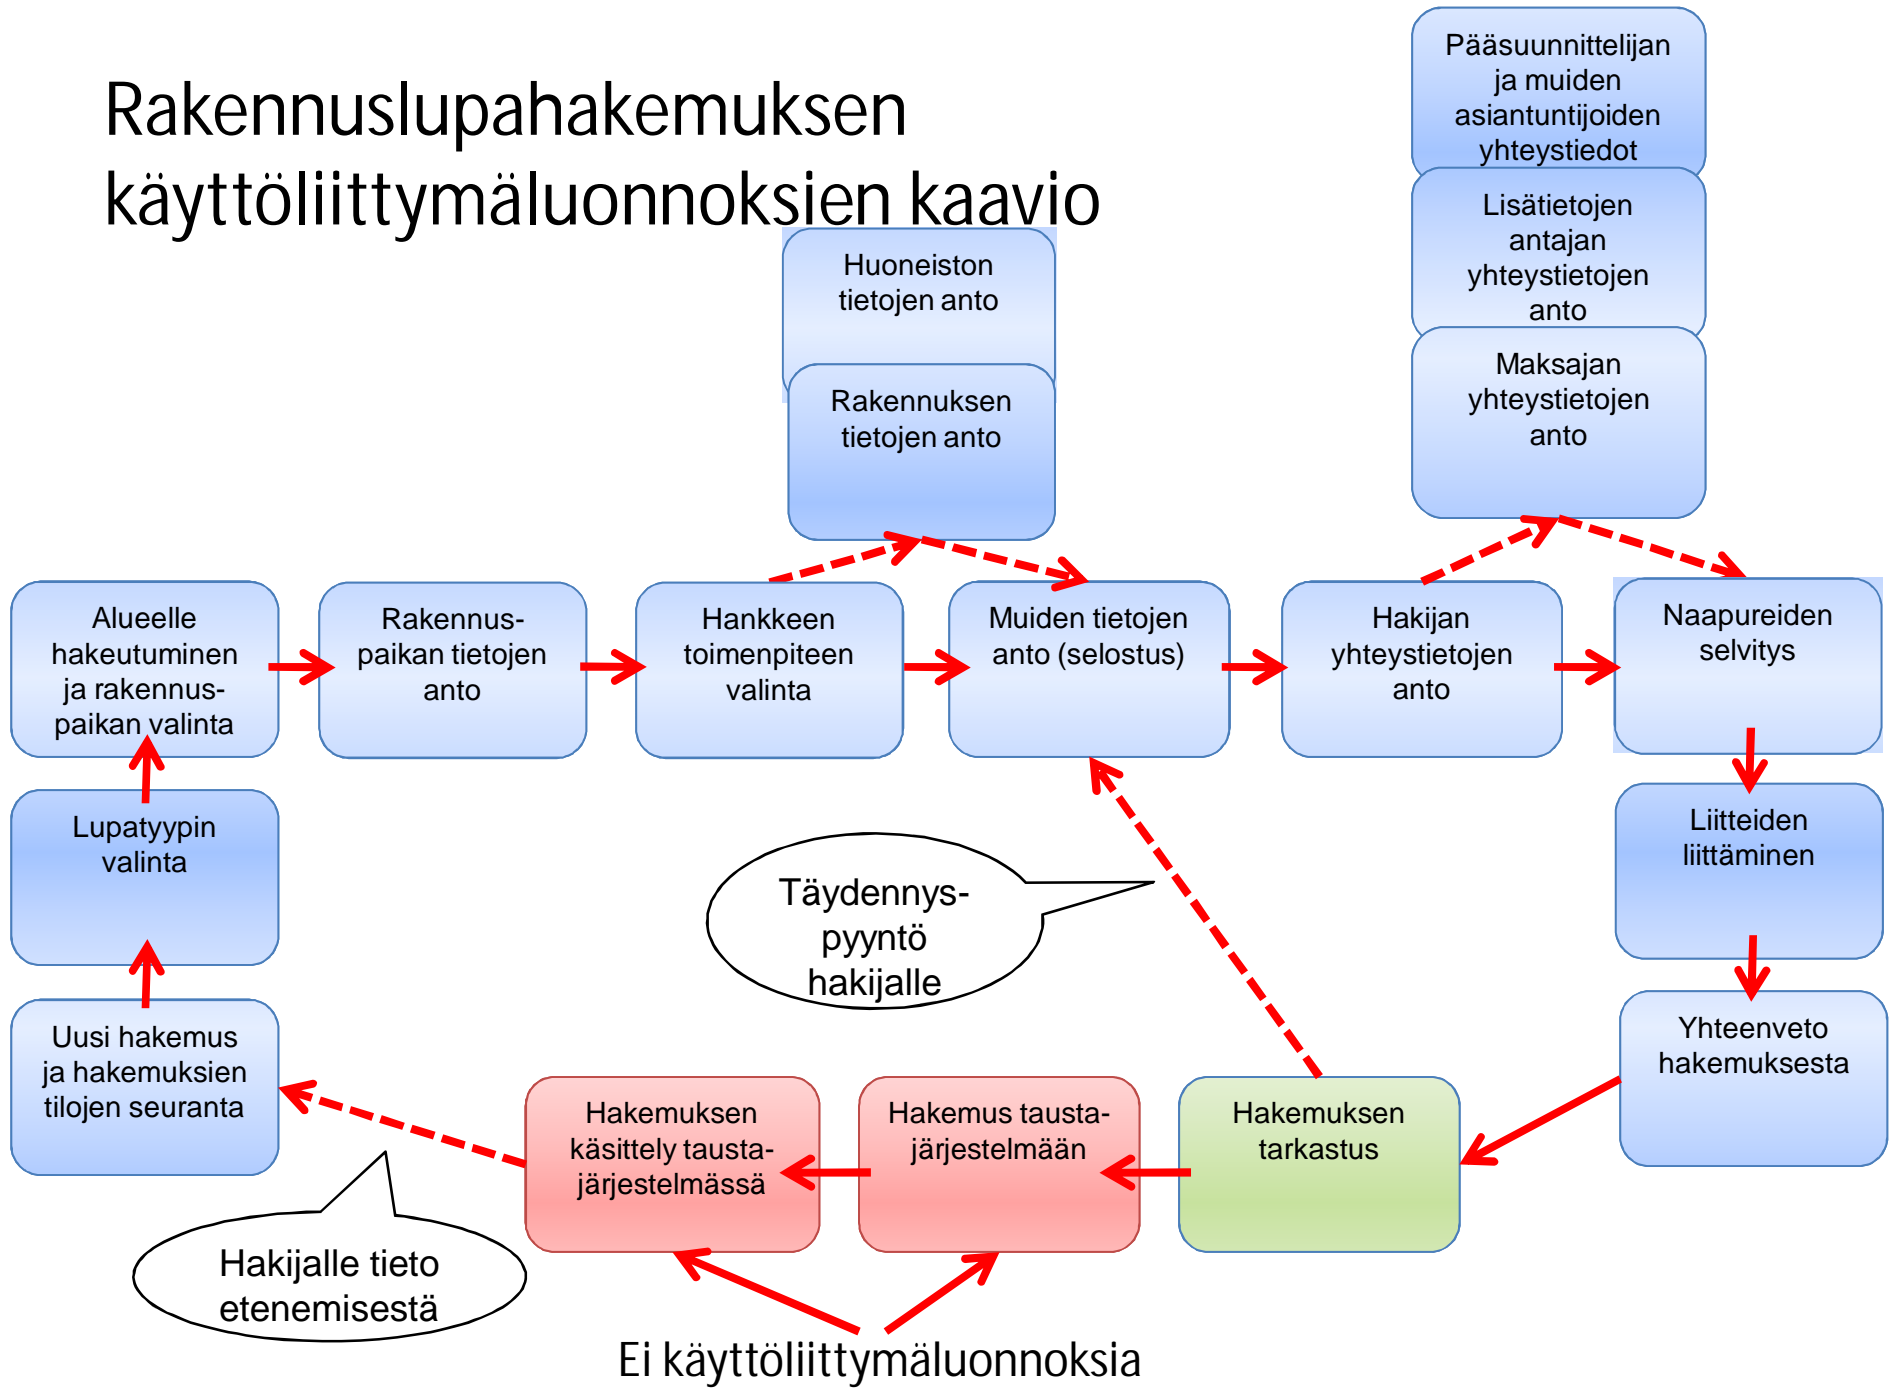 Rakennuslupahakemuksen
käyttöliittymäluonnoksien kaavio
Pääsuunnittelijan
ja muiden
asiantuntijoiden
yhteystiedot
Lisätietojen
antajan
yhteystietojen
anto
Maksajan
yhteystietojen
anto
Huoneiston
tietojen anto
Rakennuksen
tietojen anto
Alueelle
hakeutuminen
ja rakennus-
paikan valinta
Rakennus-
paikan tietojen
anto
Hankkeen
toimenpiteen
valinta
Muiden tietojen
anto (selostus)
Hakijan
yhteystietojen
anto
Naapureiden
selvitys
Lupatyypin
valinta
Täydennys-
pyyntö
hakijalle
Liitteiden
liittäminen
Uusi hakemus
ja hakemuksien
tilojen seuranta
Hakemuksen
käsittely tausta-
järjestelmässä
Hakemus tausta-
järjestelmään
Hakemuksen
tarkastus
Yhteenveto
hakemuksesta
Hakijalle tieto
etenemisestä
Ei käyttöliittymäluonnoksia